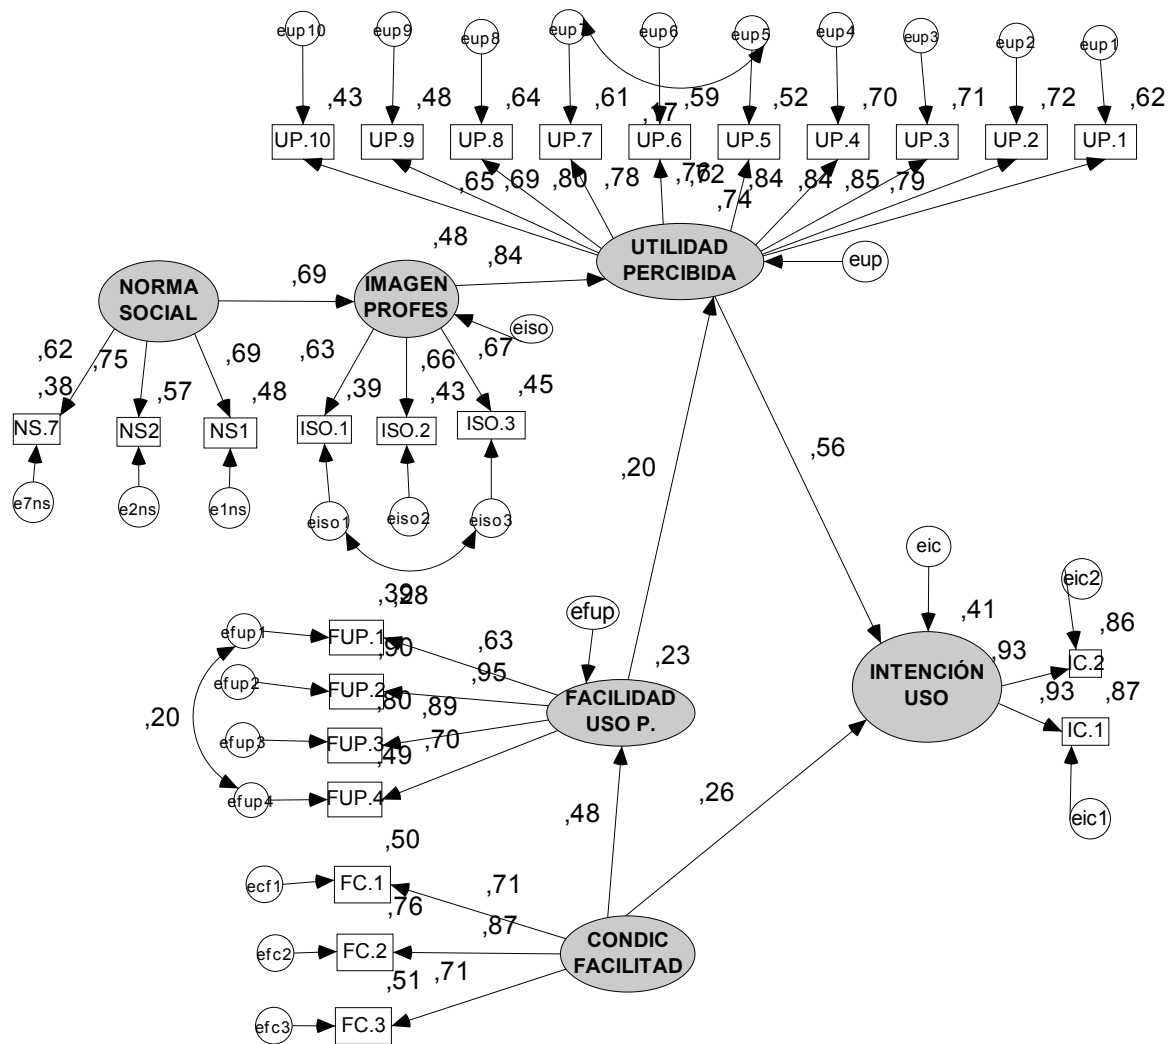 eup10 eup9 eup8 eup7 eup6 eup5 eup4 eup3 eup2 eup1
,43 ,48 ,64 ,61 ,59 ,52 ,70 ,71 ,72 ,62
,17
UP.10 UP.9 UP.8 UP.7 UP.6 UP.5 UP.4 UP.3 UP.2 UP.1
,65 ,69 ,80 ,78 ,76 ,72 ,84 ,84 ,85 ,79
,74
UTILIDAD
PERCIBIDA
eup
,48
,84
NORMA
SOCIAL
,69
IMAGEN
PROFES
eiso
,62 ,75 ,69 ,63 ,66 ,67
,38 ,57 ,48 ,39 ,43 ,45
NS.7 NS2 NS1 ISO.1 ISO.2 ISO.3
e7ns e2ns e1ns eiso1 eiso2 eiso3
,28
,20
,56
eic
eic2
,41
,86
INTENCIÓN
USO
,93
IC.2
,93
,87
IC.1
eic1
efup
,39
efup1 FUP.1 ,63
,90
efup2 FUP.2 ,95
,80
efup3 FUP.3 ,89
,49
efup4 FUP.4 ,70
,20
,23
FACILIDAD
USO P.
,48
,26
,50
ecf1 FC.1 ,71
,76
efc2 FC.2 ,87
,51
efc3 FC.3 ,71
CONDIC
FACILITAD